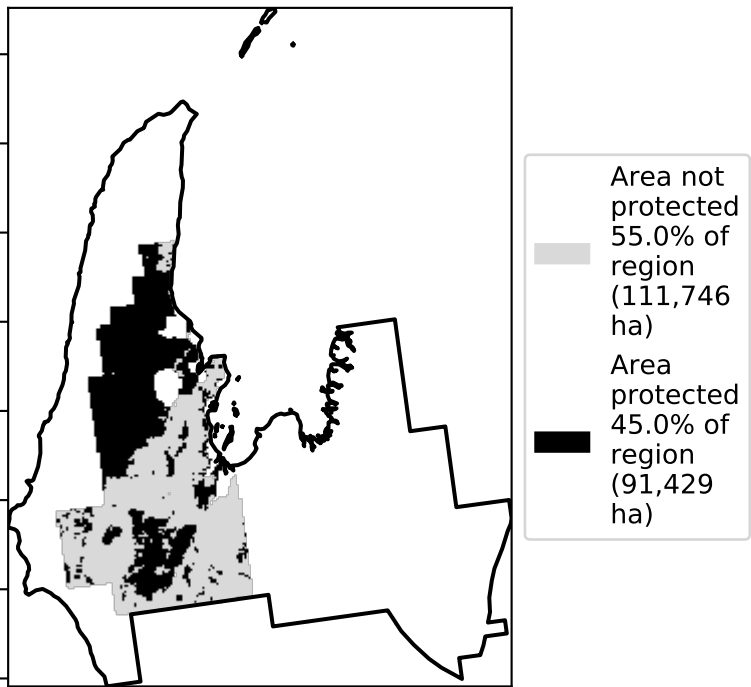 Area not
protected
55.0% of
region
(111,746
ha)
Area
protected
45.0% of
region
(91,429
ha)